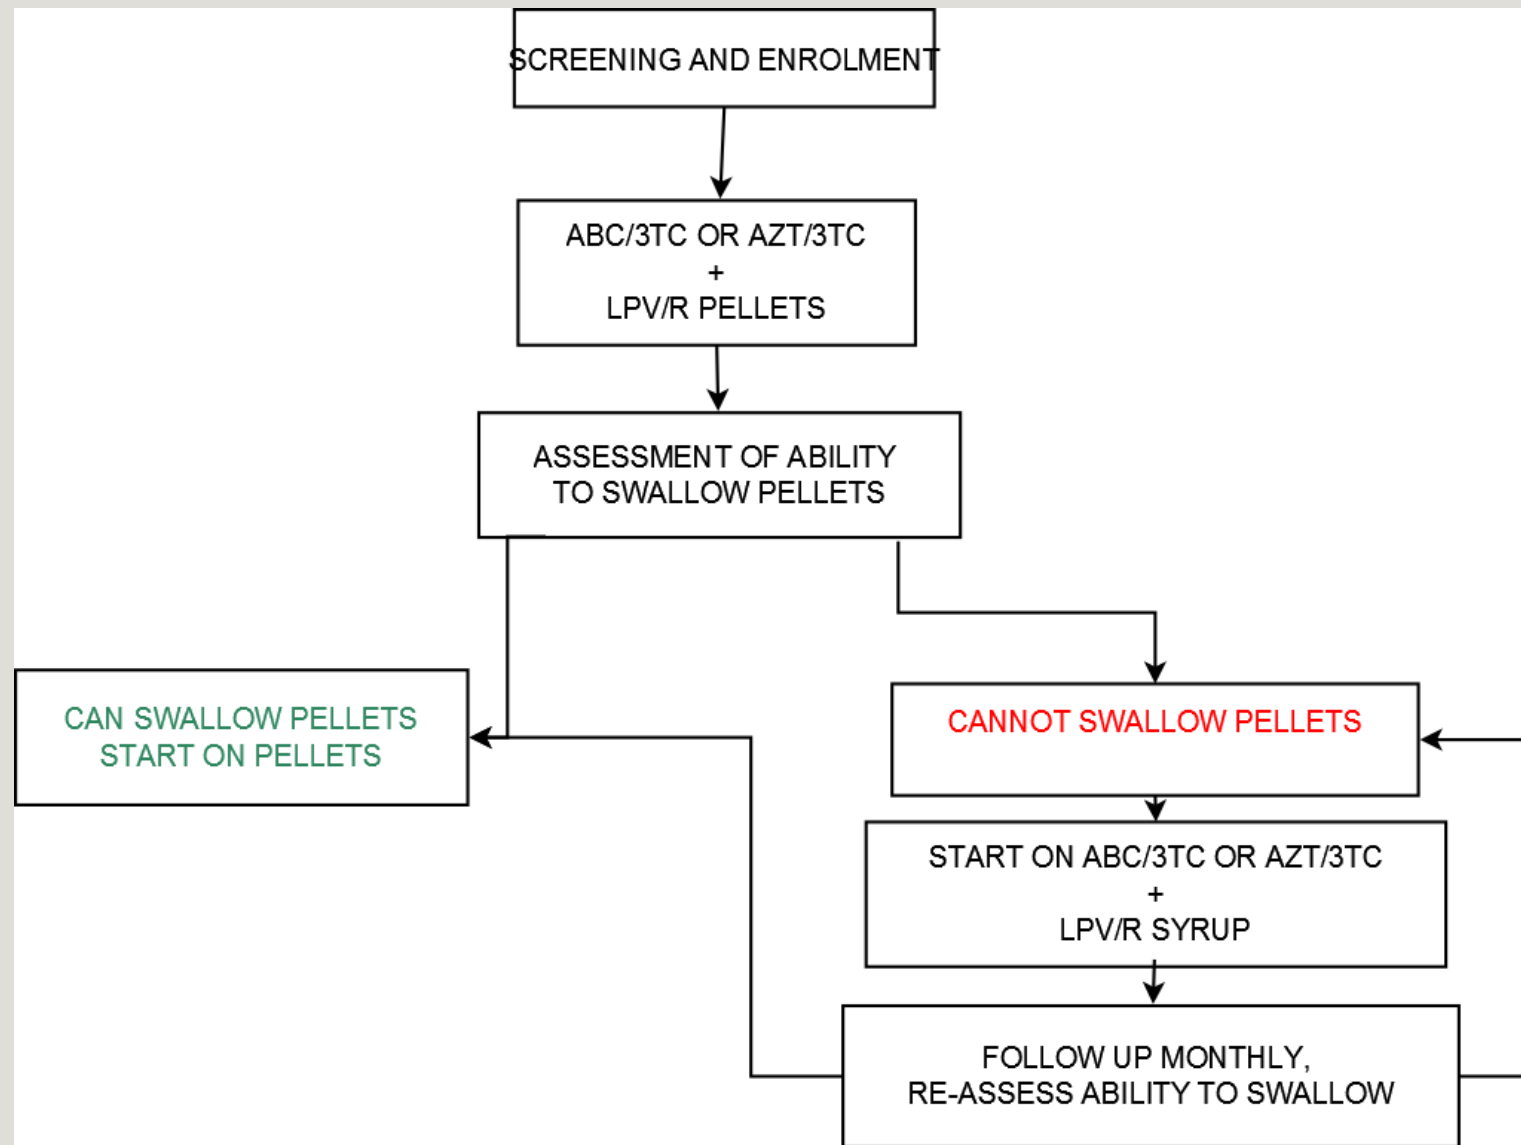 SCREENING AND ENROLMENT
ABC/3TC OR AZT/3TC
+
LPV/R PELLETS
ASSESSMENT OF ABILITY
TO SWALLOW PELLETS
CAN SWALLOW PELLETS
START ON PELLETS
CANNOT SWALLOW PELLETS
START ON ABC/3TC OR AZT/3TC
+
LPV/R SYRUP
FOLLOW UP MONTHLY,
RE-ASSESS ABILITY TO SWALLOW